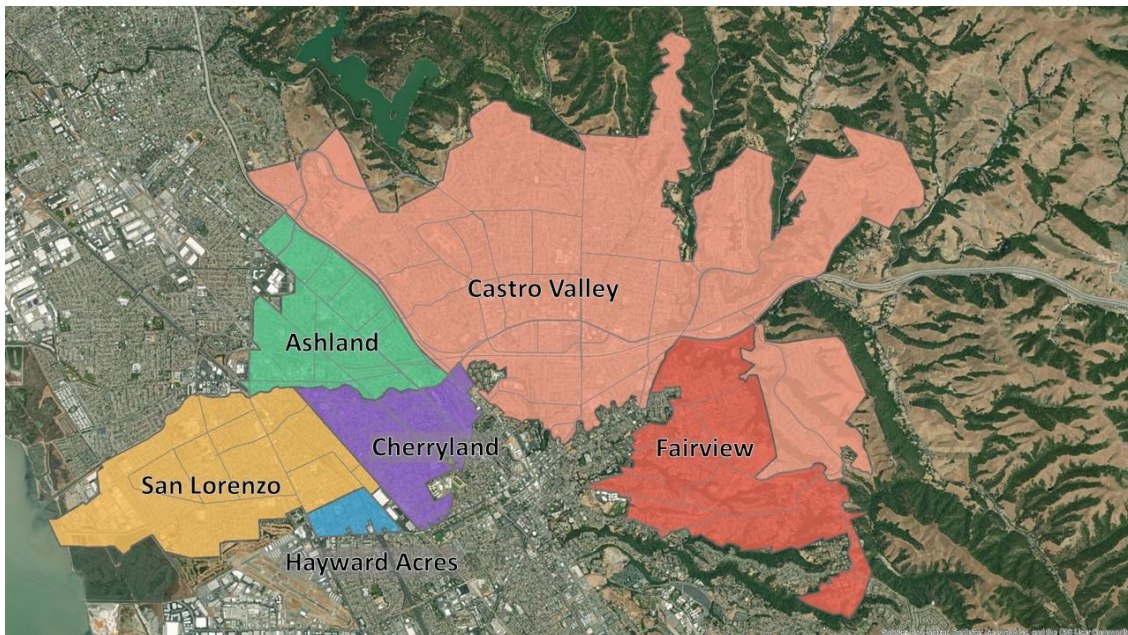 Castro Valley
Ashland
Cherryland
Fairview
San Lorenzo
Hayward Acres